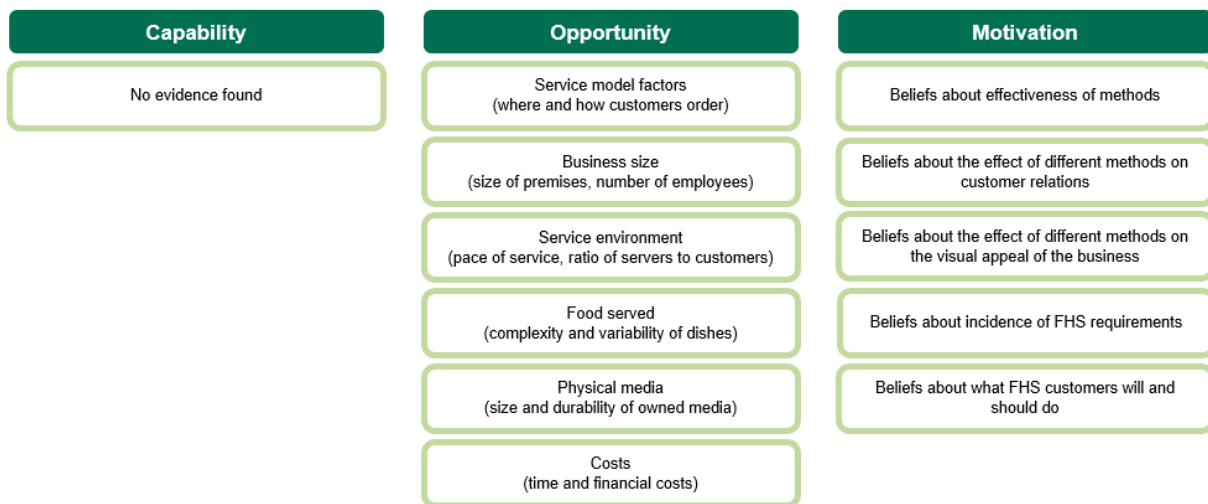 Capability
No evidence found
Opportunity
Service model factors
(where and how customers order)
Business size
(size of premises, number of employees)
Service environment
(pace of service, ratio of servers to customers)
Food served
(complexity and variability of dishes)
Physical media
(size and durability of owned media)
Costs
(time and financial costs)
Motivation
Beliefs about effectiveness of methods
Beliefs about the effect of different methods on
customer relations
Beliefs about the effect of different methods on
the visual appeal of the business
Beliefs about incidence of FHS requirements
Beliefs about what FHS customers will and
should do